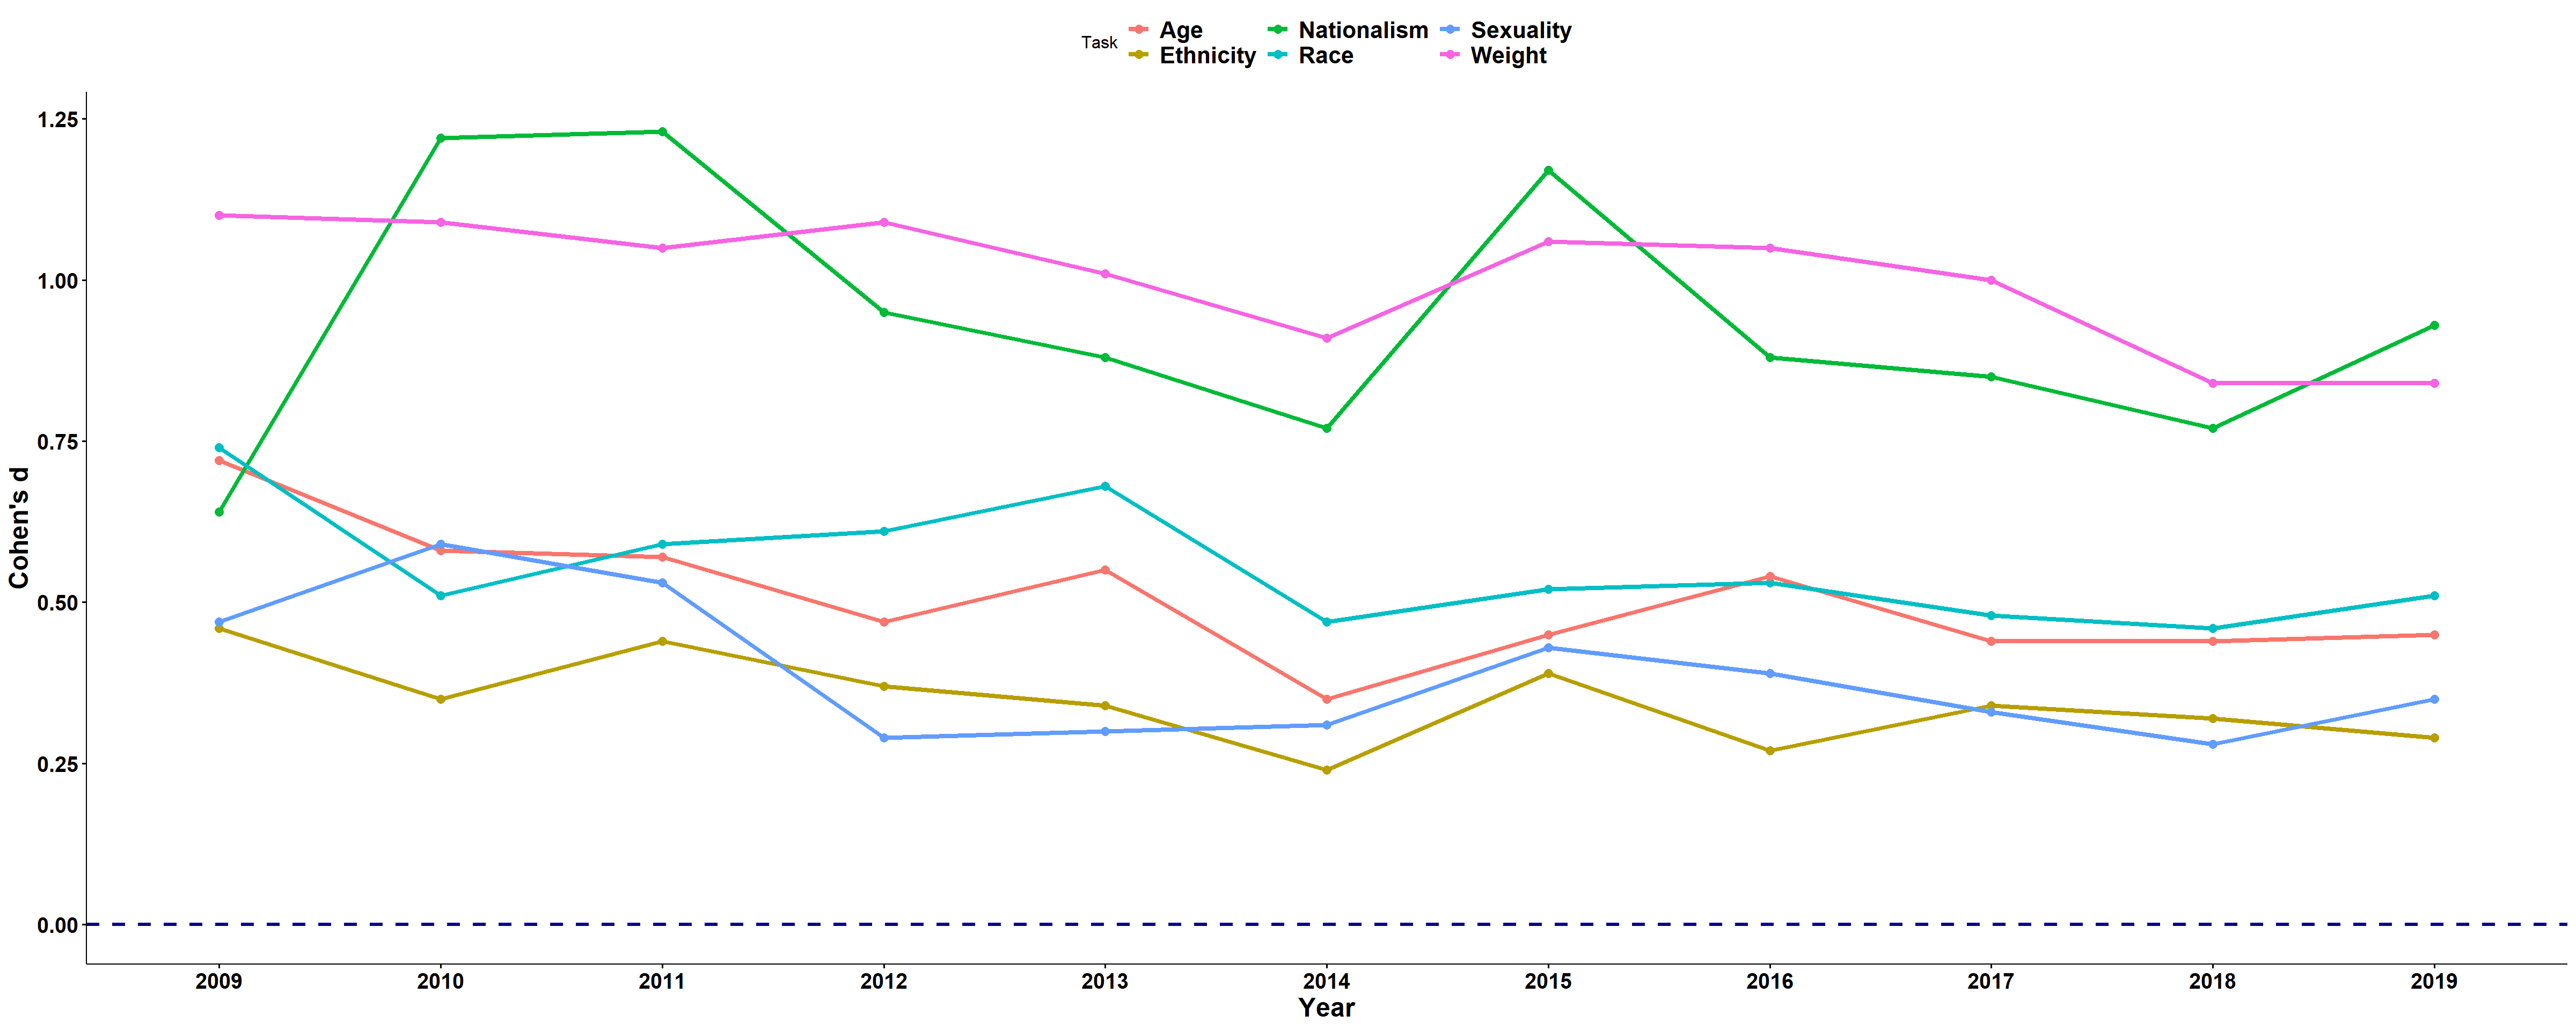 Task
Age Nationalism Sexuality
Ethnicity Race Weight
1.25
1.00
0.75
0.50
0.25
0.00
Cohen's d
2009 2010 2011 2012 2013 2014 2015 2016 2017 2018 2019
Year